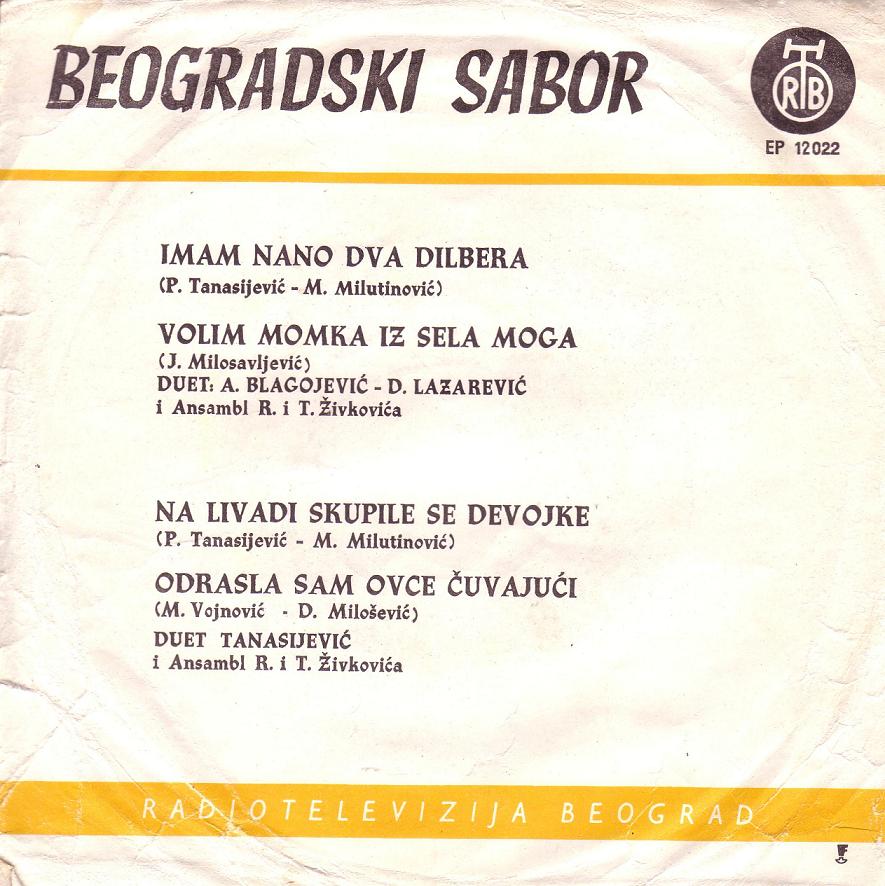 BEOGRADSKI SABOR
RTB
EP 12022
IMAM NANO DVA DILBERA
(P. Tanasijević - M. Milutinović)
VOLIM MOMKA IZ SELA MOGA
(J. Milosavljević)
DUET: A. BLAGOJEVIĆ - D. LAZAREVIĆ
i Ansambl R. i T. Živkovića
NA LIVADI SKUPILE SE DEVOJKE
(P. Tanasijević - M. Milutinović)
ODRASLA SAM OVCE ČUVAJUĆI
(M. Vojnović - D. Milošević)
DUET TANASIJEVIĆ
i Ansambl R. i T. Živkovića
RADIOTELEVIZIJA BEOGRAD